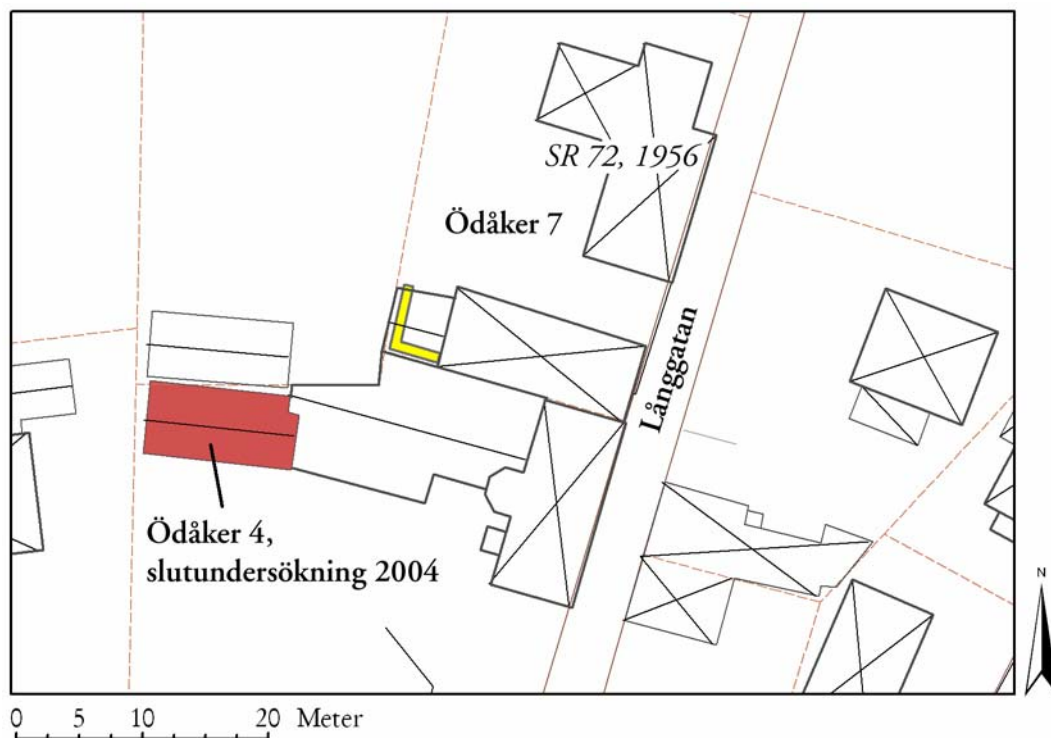 SR 72, 1956
Ödåker 7
Långgatan
Ödåker 4,
slutundersökning 2004
N
0 5 10 20 Meter